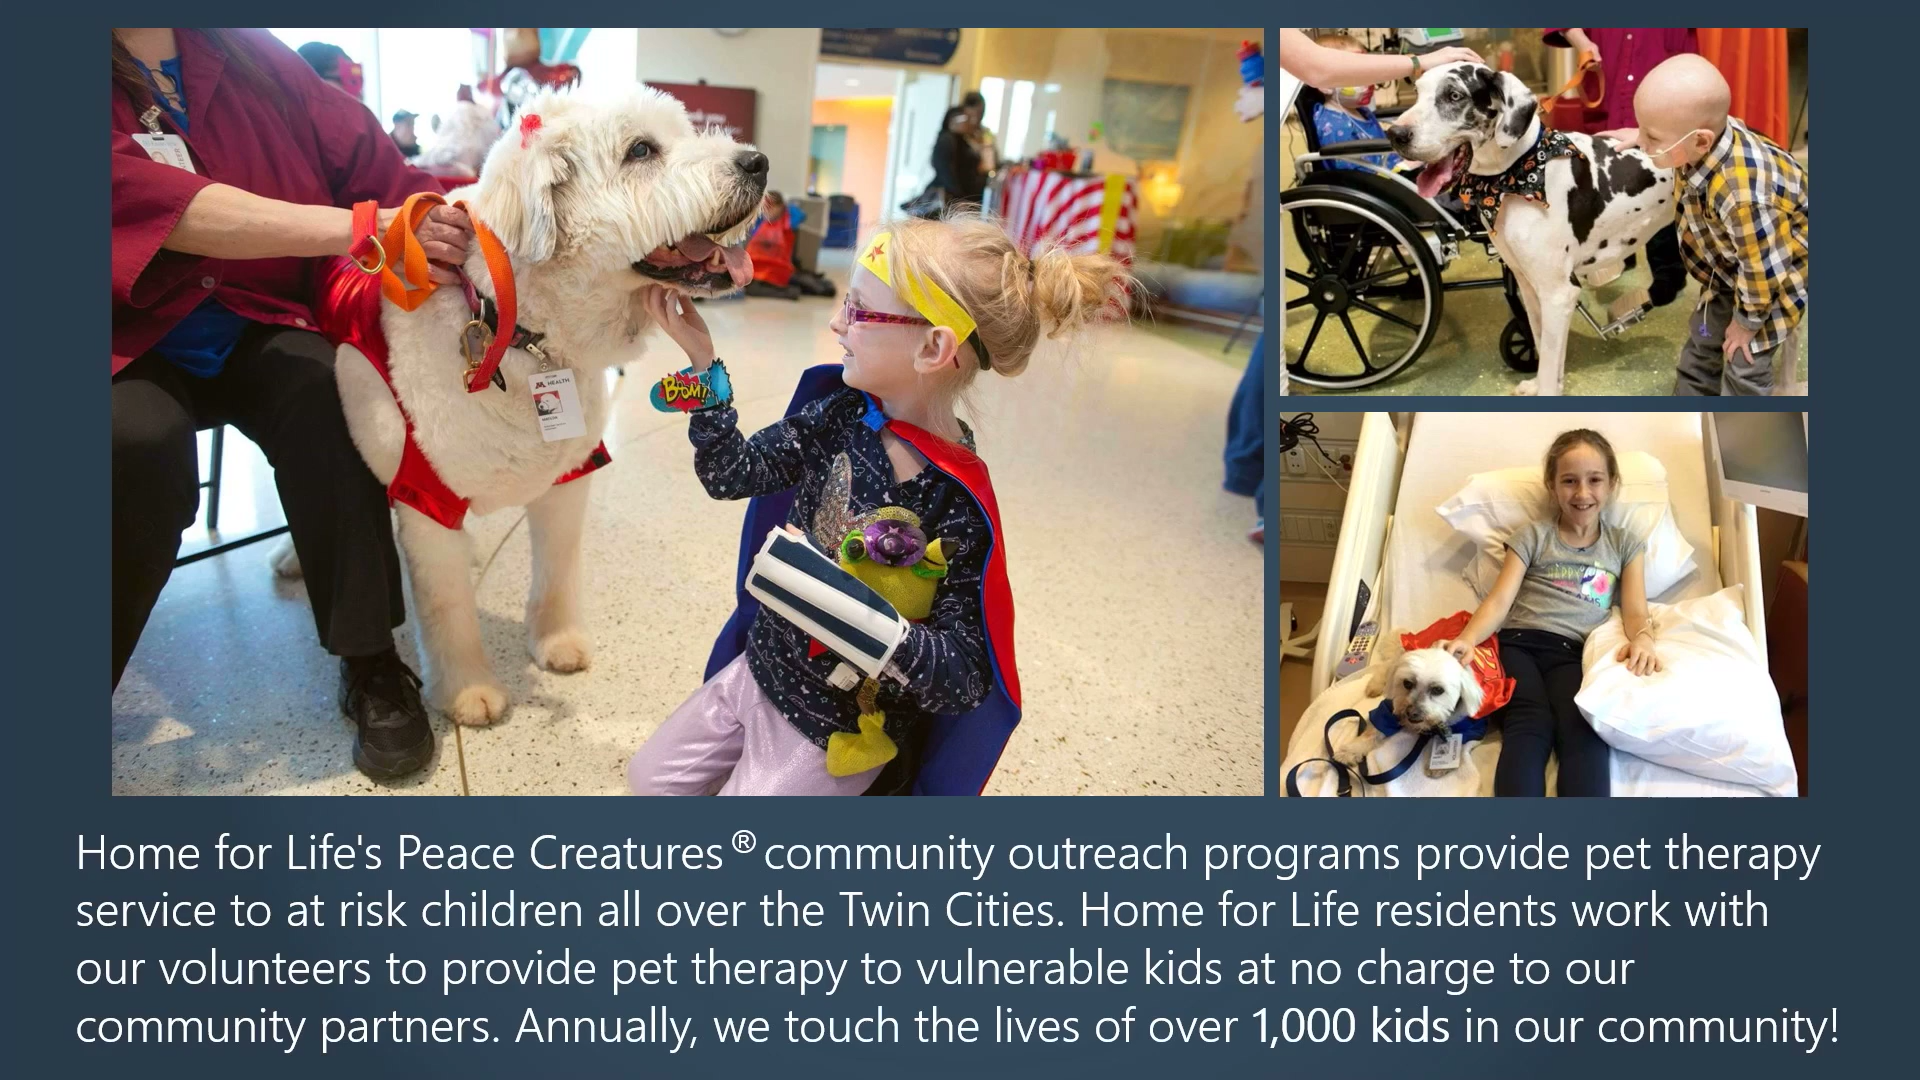 BOM!
HEALTH
Home for Life's Peace Creatures® community outreach programs provide pet therapy
service to at risk children all over the Twin Cities. Home for Life residents work with
our volunteers to provide pet therapy to vulnerable kids at no charge to our
community partners. Annually, we touch the lives of over 1,000 kids in our community!